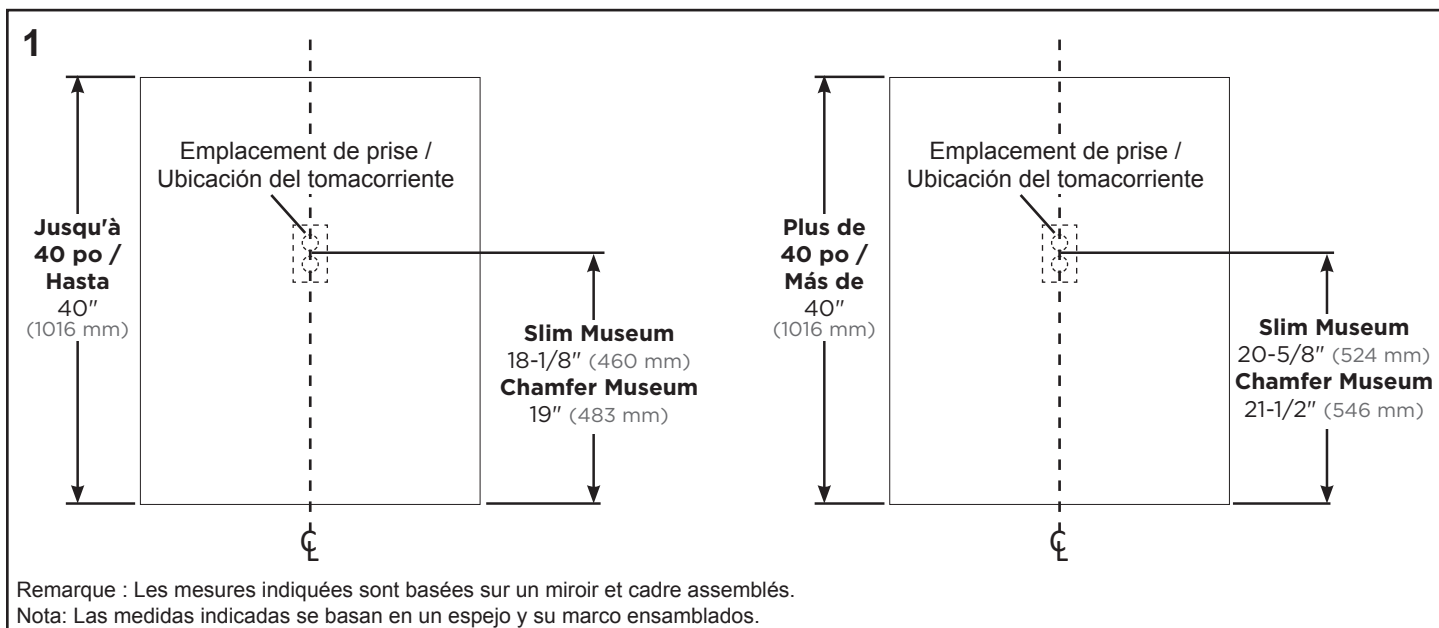 1
Emplacement de prise /
Ubicación del tomacorriente
Jusqu'à
40 po /
Hasta
40"
(1016 mm)
Slim Museum
18-1/8" (460 mm)
Chamfer Museum
19" (483 mm)
℄
Emplacement de prise /
Ubicación del tomacorriente
Plus de
40 po /
Más de
40"
(1016 mm)
Slim Museum
20-5/8" (524 mm)
Chamfer Museum
21-1/2" (546 mm)
℄
Remarque : Les mesures indiquées sont basées sur un miroir et cadre assemblés.
Nota: Las medidas indicadas se basan en un espejo y su marco ensamblados.